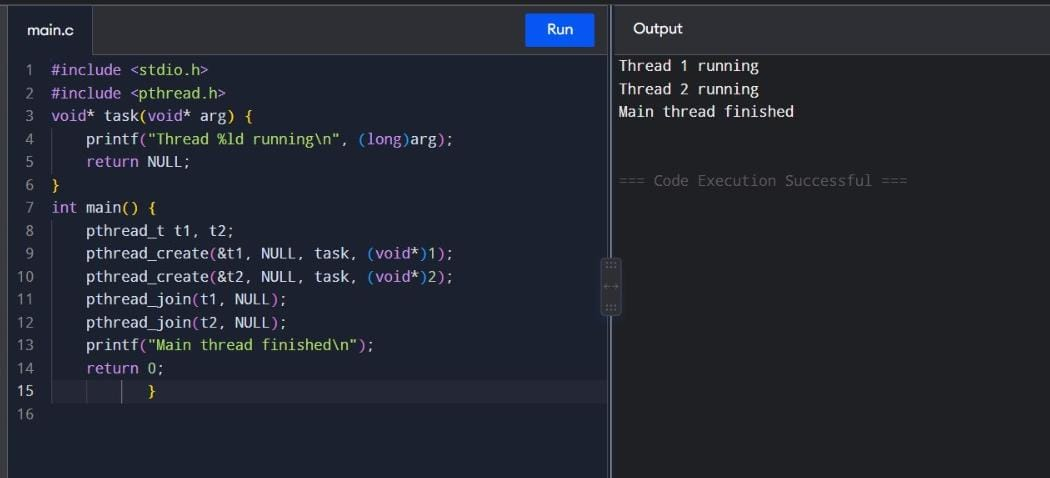 main.c
Run
Output
1 #include <stdio.h>
2 #include <pthread.h>
3 void* task(void* arg) {
4     printf("Thread %ld running\n", (long)arg);
5     return NULL;
6 }
7 int main() {
8     pthread_t t1, t2;
9     pthread_create(&t1, NULL, task, (void*)1);
10     pthread_create(&t2, NULL, task, (void*)2);
11     pthread_join(t1, NULL);
12     pthread_join(t2, NULL);
13     printf("Main thread finished\n");
14     return 0;
15            }
16
Thread 1 running
Thread 2 running
Main thread finished
=== Code Execution Successful ===